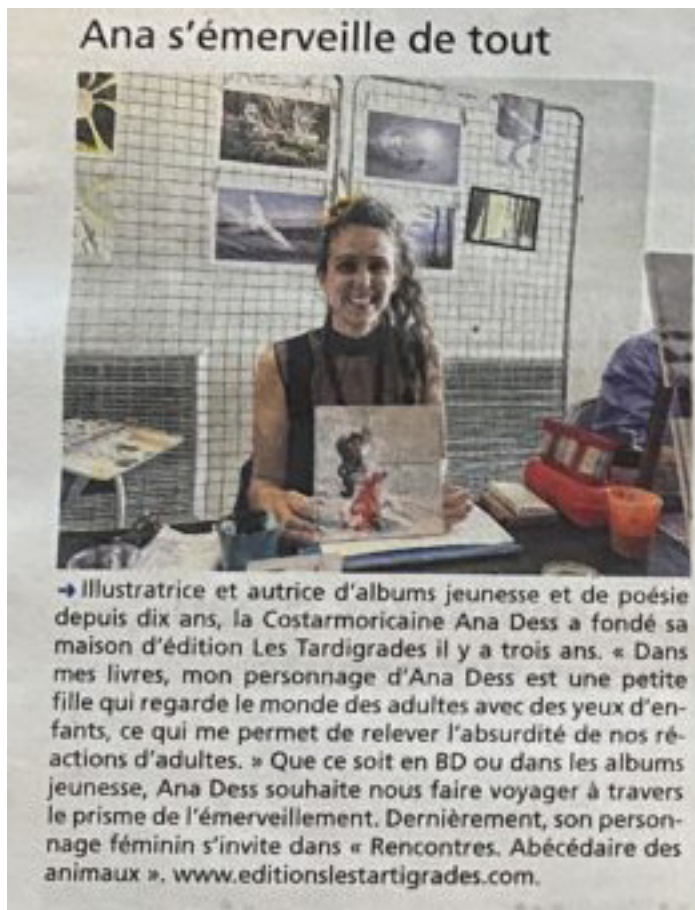 Ana s'émerveille de tout
→ Illustratrice et autrice d'albums jeunesse et de poésie
depuis dix ans, la Costarmoricaine Ana Dess a fondé sa
maison d'édition Les Tardigrades il y a trois ans. « Dans
mes livres, mon personnage d'Ana Dess est une petite
fille qui regarde le monde des adultes avec des yeux d'en-
fants, ce qui me permet de relever l'absurdité de nos ré-
actions d'adultes. » Que ce soit en BD ou dans les albums
jeunesse, Ana Dess souhaite nous faire voyager à travers
le prisme de l'émerveillement. Dernièrement, son person-
nage féminin s'invite dans « Rencontres. Abécédaire des
animaux ». www.editionslestartigrades.com.